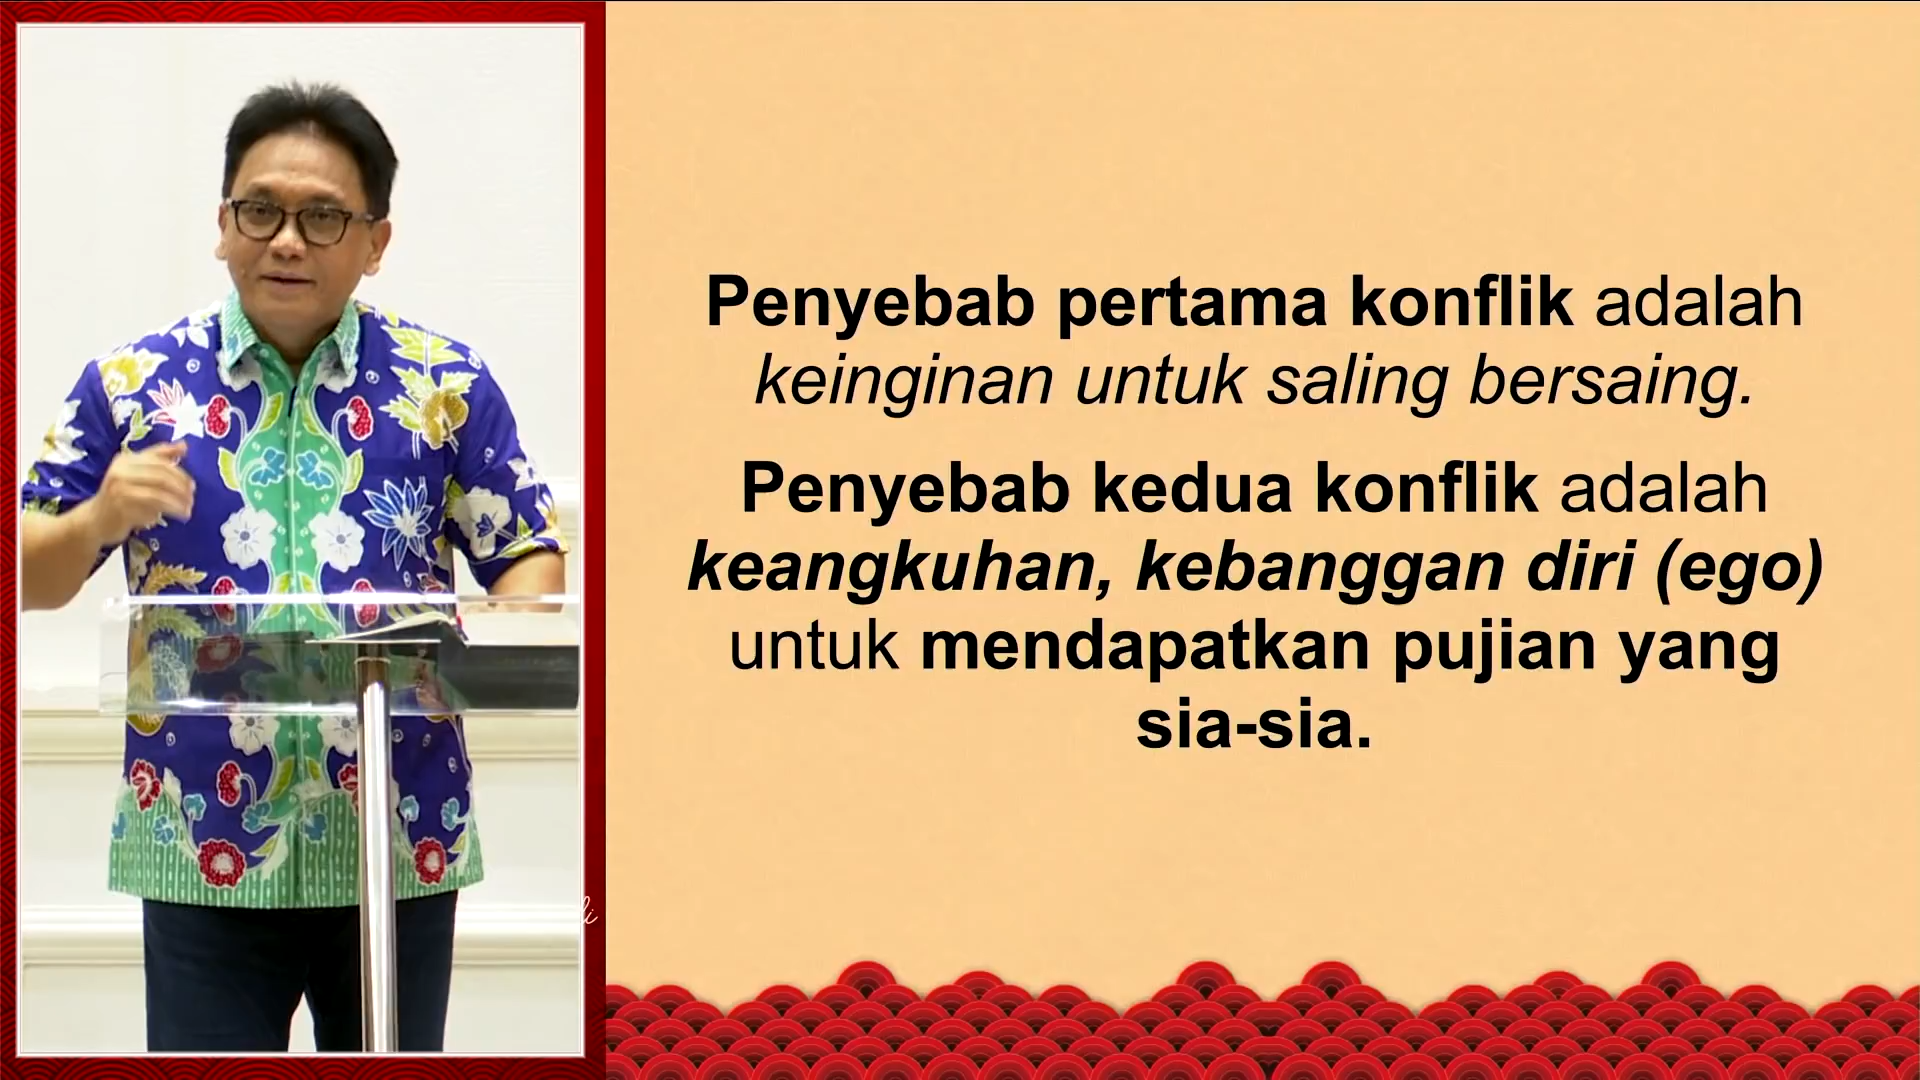 Penyebab pertama konflik adalah
keinginan untuk saling bersaing.
Penyebab kedua konflik adalah
keangkuhan, kebanggan diri (ego)
untuk mendapatkan pujian yang
sia-sia.